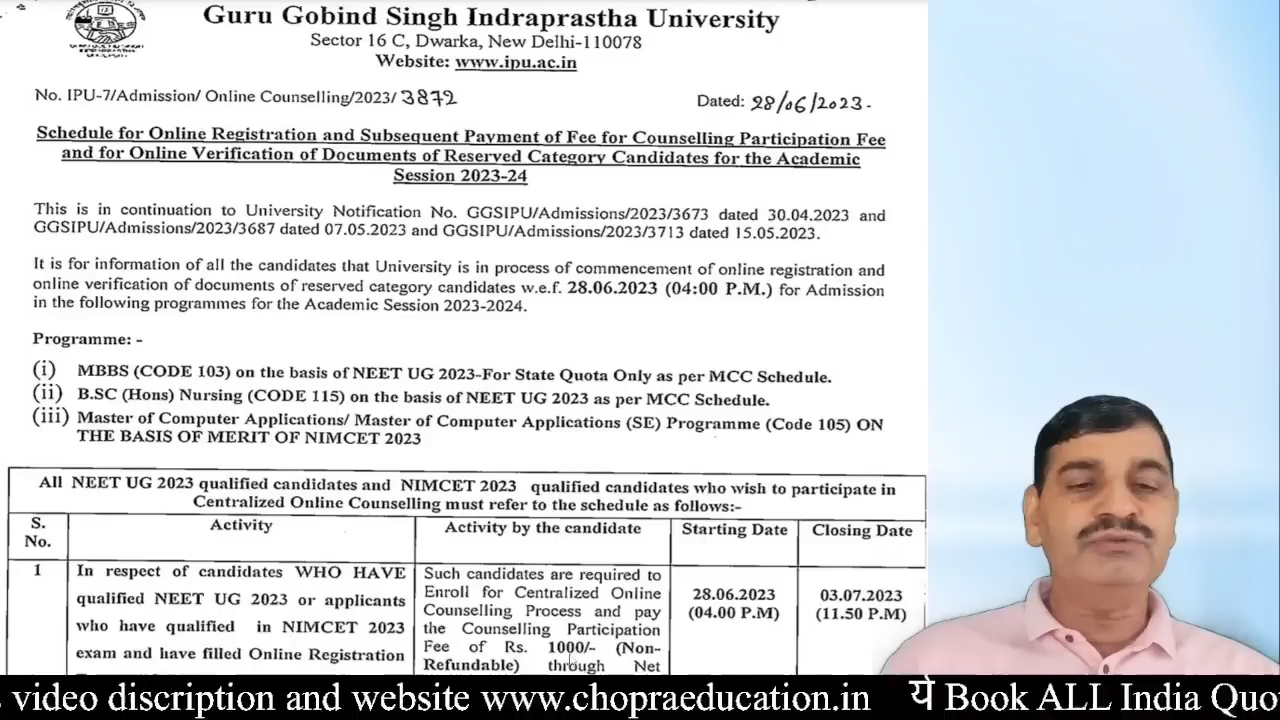 Guru Gobind Singh Indraprastha University
Sector 16 C, Dwarka, New Delhi-110078
Website: www.ipu.ac.in
No. IPU-7/Admission/ Online Counselling/2023/ 3872
Dated: 28/06/2023.
Schedule for Online Registration and Subsequent Payment of Fee for Counselling Participation Fee
and for Online Verification of Documents of Reserved Category Candidates for the Academic
Session 2023-24
This is in continuation to University Notification No. GGSIPU/Admissions/2023/3673 dated 30.04.2023 and
GGSIPU/Admissions/2023/3687 dated 07.05.2023 and GGSIPU/Admissions/2023/3713 dated 15.05.2023.
It is for information of all the candidates that University is in process of commencement of online registration and
online verification of documents of reserved category candidates w.e.f. 28.06.2023 (04:00 P.M.) for Admission
in the following programmes for the Academic Session 2023-2024.
Programme: -
(i) MBBS (CODE 103) on the basis of NEET UG 2023-For State Quota Only as per MCC Schedule.
(ii) B.SC (Hons) Nursing (CODE 115) on the basis of NEET UG 2023 as per MCC Schedule.
(iii) Master of Computer Applications/ Master of Computer Applications (SE) Programme (Code 105) ON
THE BASIS OF MERIT OF NIMCET 2023
All NEET UG 2023 qualified candidates and NIMCET 2023 qualified candidates who wish to participate in
Centralized Online Counselling must refer to the schedule as follows:-
S. No.
Activity
Activity by the candidate
Starting Date
Closing Date
1
In respect of candidates WHO HAVE
qualified NEET UG 2023 or applicants
who have qualified in NIMCET 2023
exam and have filled Online Registration
Such candidates are required to
Enroll for Centralized Online
Counselling Process and pay
the Counselling Participation
Fee of Rs. 1000/- (Non-
Refundable) through Net
28.06.2023
(04.00 P.M)
03.07.2023
(11.50 P.M)
video discription and website www.chopraeducation.in ये Book ALL India Quo